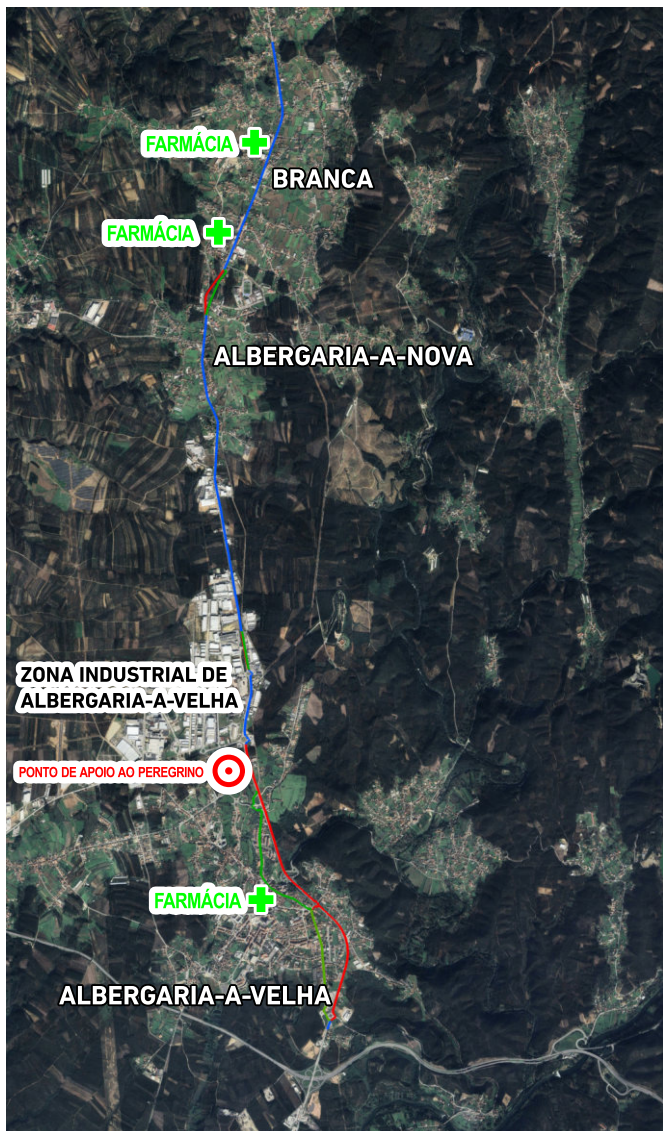 FARMÁCIA
BRANCA
FARMÁCIA
ALBERGARIA-A-NOVA
ZONA INDUSTRIAL DE
ALBERGARIA-A-VELHA
PONTO DE APOIO AO PEREGRINO
FARMÁCIA
ALBERGARIA-A-VELHA